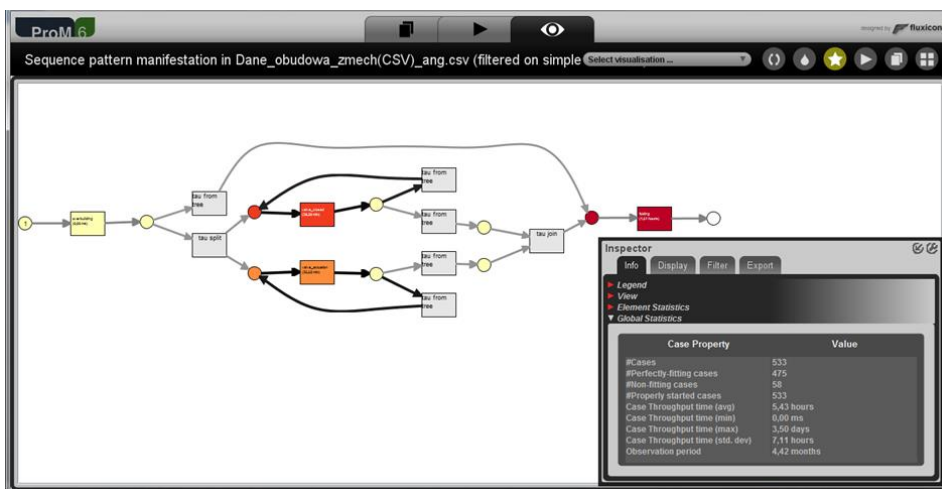 ProM 6
designed by fluxicon
Sequence pattern manifestation in Dane_obudowa_zmech(CSV)_ang.csv (filtered on simple
Select visualisation ...
tau from
tree
tau split
tau from
tree
tau from
tree
tau from
tree
tau from
tree
tau join
1
Inspector
Info Display Filter Export
Legend
View
Element Statistics
Global Statistics
Case Property Value
#Cases 533
#Perfectly-fitting cases 475
#Non-fitting cases 58
#Properly started cases 533
Case Throughput time (avg) 5,43 hours
Case Throughput time (min) 0,00 ms
Case Throughput time (max) 3,50 days
Case Throughput time (std. dev) 7,11 hours
Observation period 4,42 months